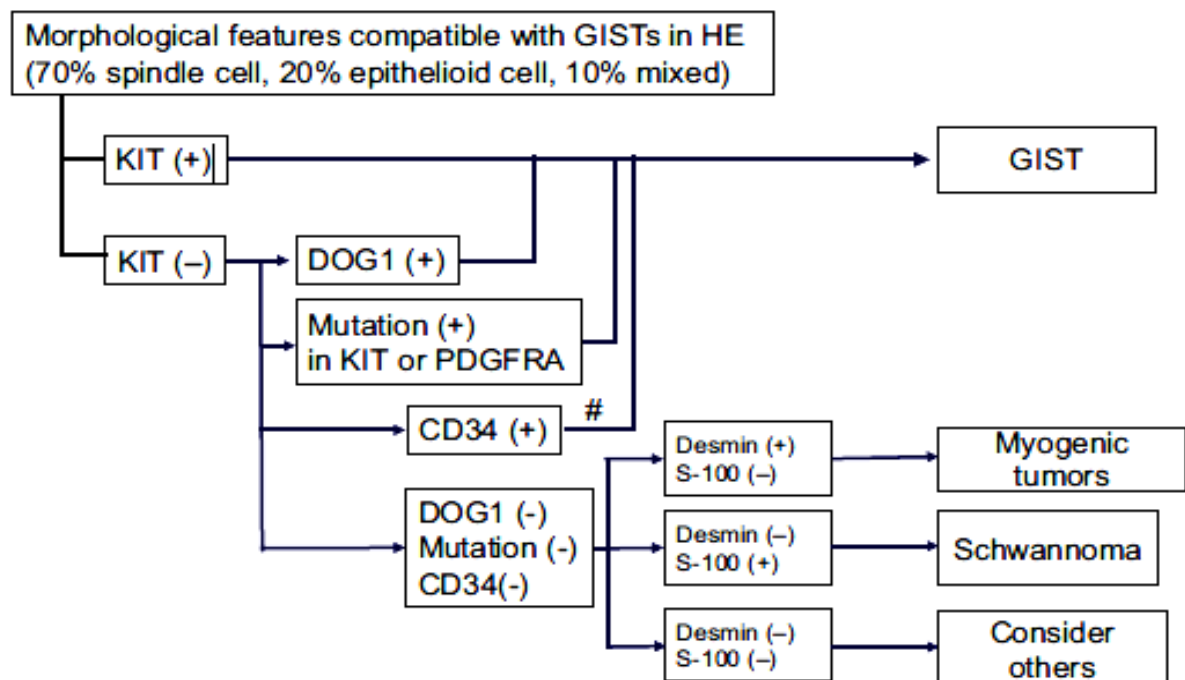 Morphological features compatible with GISTs in HE
(70% spindle cell, 20% epithelioid cell, 10% mixed)
KIT (+)
GIST
KIT (–)
DOG1 (+)
Mutation (+)
in KIT or PDGFRA
CD34 (+)
#
DOG1 (-)
Mutation (-)
CD34(-)
Desmin (+)
S-100 (–)
Myogenic
tumors
Desmin (–)
S-100 (+)
Schwannoma
Desmin (–)
S-100 (–)
Consider
others